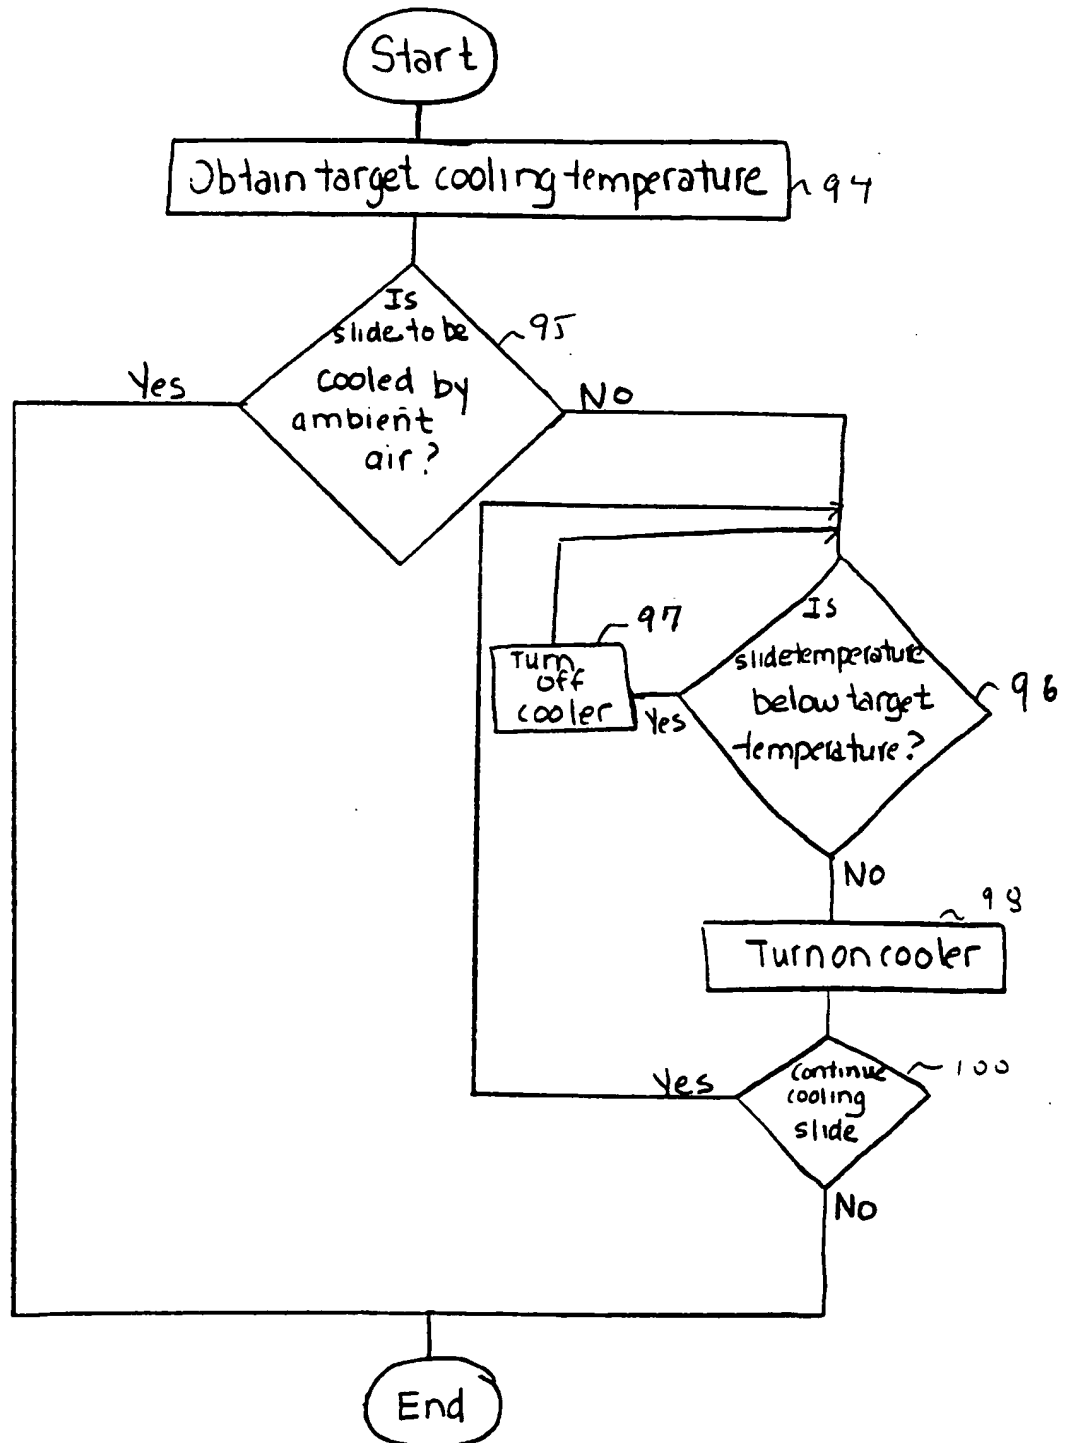 Start
Obtain target cooling temperature
94
Is
slide to be
cooled by
ambient
air?
95
Yes
No
Is
slide temperature
below target
temperature?
96
97
Turn
off
cooler
Yes
No
98
Turn on cooler
continue
cooling
slide
100
Yes
No
End